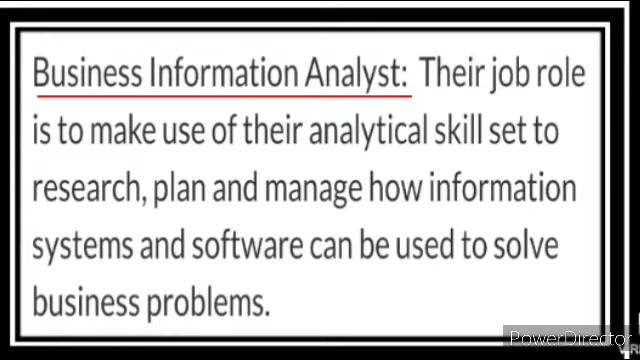 Business Information Analyst: Their job role
is to make use of their analytical skill set to
research, plan and manage how information
systems and software can be used to solve
business problems.
PowerDirector